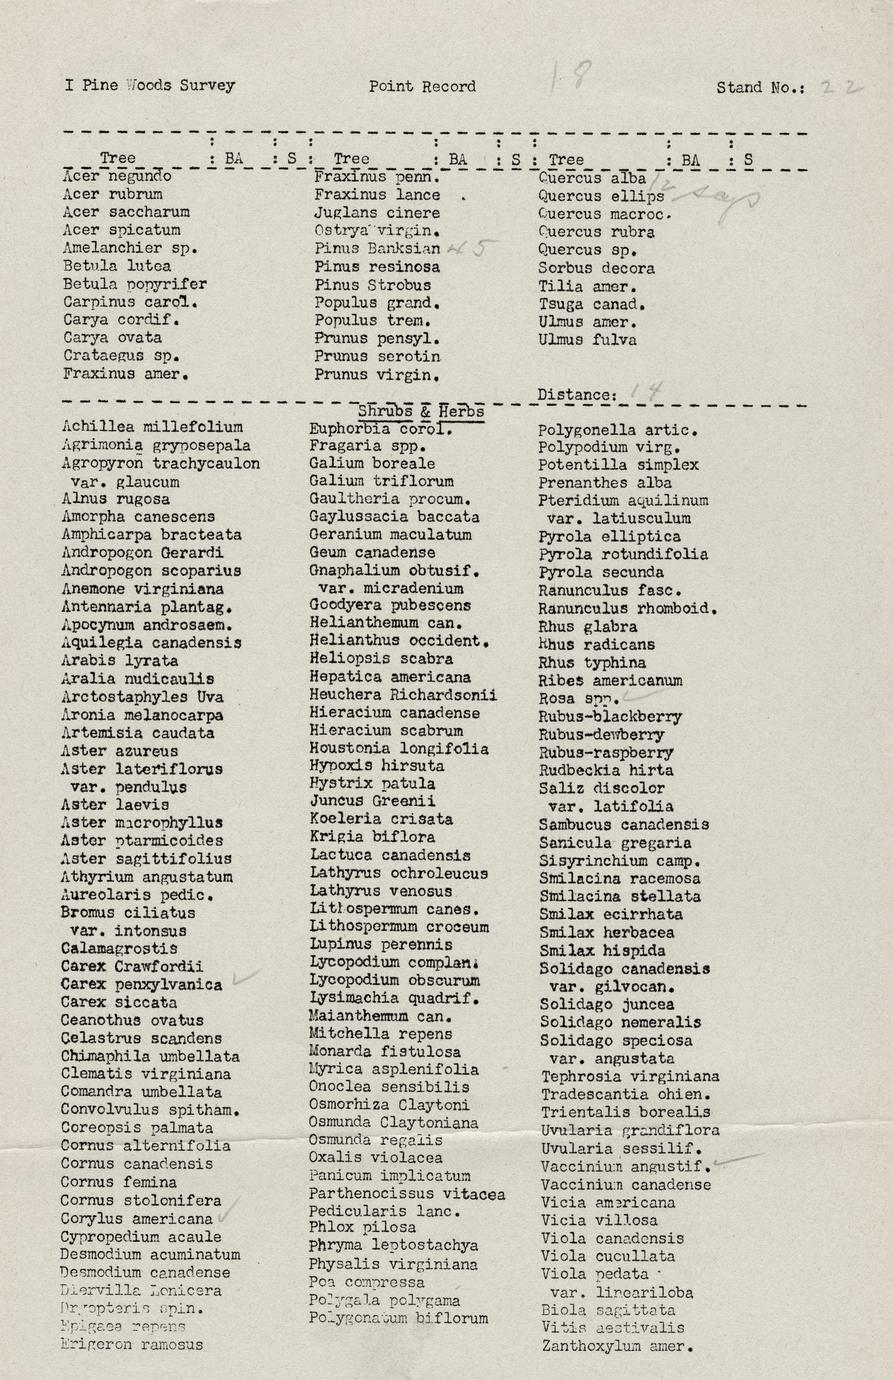 I Pine Woods Survey Point Record 18 Stand No.: 22
Tree : BA : S : Tree : BA : S : Tree : BA : S
Acer negundo
Acer rubrum
Acer saccharum
Acer spicatum
Amelanchier sp.
Betula lutea
Betula popyrifer
Carpinus carol.
Carya cordif.
Carya ovata
Crataegus sp.
Fraxinus amer.
Fraxinus penn.
Fraxinus lance .
Juglans cinere
Ostrya virgin.
Pinus Banksian 45
Pinus resinosa
Pinus Strobus
Populus grand.
Populus trem.
Prunus pensyl.
Prunus serotin
Prunus virgin.
Quercus alba
Quercus ellips
Quercus macroc.
Quercus rubra
Quercus sp.
Sorbus decora
Tilia amer.
Tsuga canad.
Ulmus amer.
Ulmus fulva
Distance: 14
Shrubs & Herbs
Achillea millefolium
Agrimonia gryposepala
Agropyron trachycaulon
var. glaucum
Alnus rugosa
Amorpha canescens
Amphicarpa bracteata
Andropogon Gerardi
Andropogon scoparius
Anemone virginiana
Antennaria plantag.
Apocynum androsaem.
Aquilegia canadensis
Arabis lyrata
Aralia nudicaulis
Arctostaphyles Uva
Aronia melanocarpa
Artemisia caudata
Aster azureus
Aster lateriflorus
var. pendulus
Aster laevis
Aster macrophyllus
Aster ptarmicoides
Aster sagittifolius
Athyrium angustatum
Aureolaris pedic.
Bromus ciliatus
var. intonsus
Calamagrostis
Carex Crawfordii
Carex penxylvanica ✓
Carex siccata
Ceanothus ovatus
Celastrus scandens
Chimaphila umbellata
Clematis virginiana
Comandra umbellata
Convolvulus spitham.
Coreopsis palmata
Cornus alternifolia
Cornus canadensis
Cornus femina
Cornus stolonifera
Corylus americana ✓
Cypropedium acaule
Desmodium acuminatum
Desmodium canadense
Diervilla Lonicera
Dryopteris spin.
Epigaea repens
Erigeron ramosus
Euphorbia corol.
Fragaria spp.
Galium boreale
Galium triflorum
Gaultheria procum.
Gaylussacia baccata
Geranium maculatum
Geum canadense
Gnaphalium obtusif.
var. micradenium
Goodyera pubescens
Helianthemum can.
Helianthus occident.
Heliopsis scabra
Hepatica americana
Heuchera Richardsonii
Hieracium canadense
Hieracium scabrum
Houstonia longifolia
Hypoxis hirsuta
Hystrix patula
Juncus Greenii
Koeleria crisata
Krigia biflora
Lactuca canadensis
Lathyrus ochroleucus
Lathyrus venosus
Lithospermum canes.
Lithospermum croceum
Lupinus perennis
Lycopodium complan.
Lycopodium obscurum
Lysimachia quadrif.
Maianthemum can.
Mitchella repens
Monarda fistulosa
Myrica asplenifolia
Onoclea sensibilis
Osmorhiza Claytoni
Osmunda Claytoniana
Osmunda regalis
Oxalis violacea
Panicum implicatum
Parthenocissus vitacea
Pedicularis lanc.
Phlox pilosa
Phryma leptostachya
Physalis virginiana
Poa compressa
Polygala polygama
Polygonatum biflorum
Polygonella artic.
Polypodium virg.
Potentilla simplex
Prenanthes alba
Pteridium aquilinum
var. latiusculum
Pyrola elliptica
Pyrola rotundifolia
Pyrola secunda
Ranunculus fasc.
Ranunculus rhomboid.
Rhus glabra
Rhus radicans
Rhus typhina
Ribes americanum
Rosa spp. ✓
Rubus-blackberry
Rubus-dewberry
Rubus-raspberry
Rudbeckia hirta
Saliz discolor
var. latifolia
Sambucus canadensis
Sanicula gregaria
Sisyrinchium camp.
Smilacina racemosa
Smilacina stellata
Smilax ecirrhata
Smilax herbacea
Smilax hispida
Solidago canadensis
var. gilvocan.
Solidago juncea
Solidago nemeralis
Solidago speciosa
var. angustata
Tephrosia virginiana
Tradescantia ohien.
Trientalis borealis
Uvularia grandiflora
Uvularia sessilif.
Vaccinium angustif. ✓
Vaccinium canadense
Vicia americana
Vicia villosa
Viola canadensis
Viola cucullata
Viola pedata
var. lineariloba
Biola sagittata
Vitis aestivalis
Zanthoxylum amer.